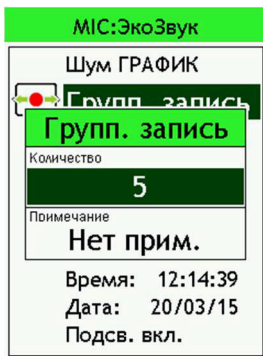 MIC:ЭкоЗвук
Шум ГРАФИК
Групп. запись
Групп. запись
Количество
5
Примечание
Нет прим.
Время: 12:14:39
Дата: 20/03/15
Подсв. вкл.